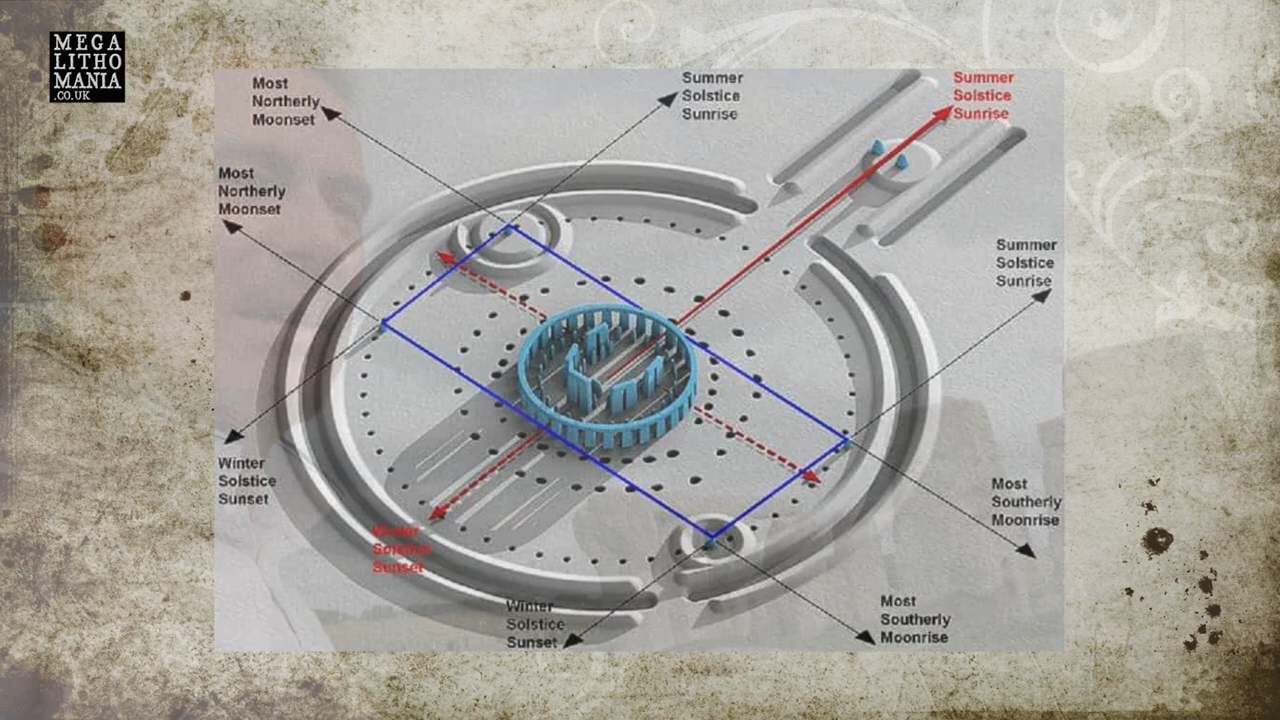 MEGA
LITHO
MANIA
.CO.UK
Most
Northerly
Moonset
Summer
Solstice
Sunrise
Summer
Solstice
Sunrise
Most
Northerly
Moonset
Summer
Solstice
Sunrise
Winter
Solstice
Sunset
Most
Southerly
Moonrise
Winter
Solstice
Sunset
Winter
Solstice
Sunset
Most
Southerly
Moonrise